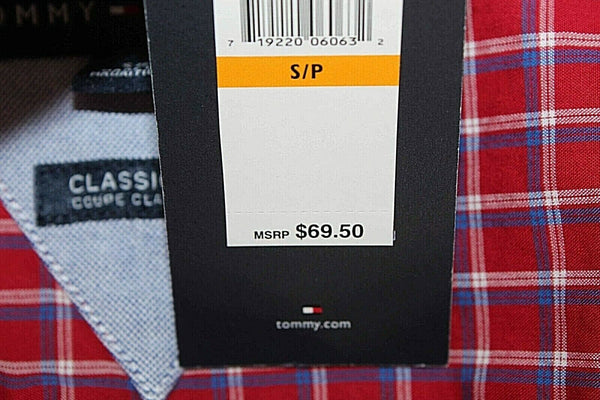 OMMY
7 19220 06063 2
S/P
CLASSI
COUPE CLA
MSRP $69.50
tommy.com